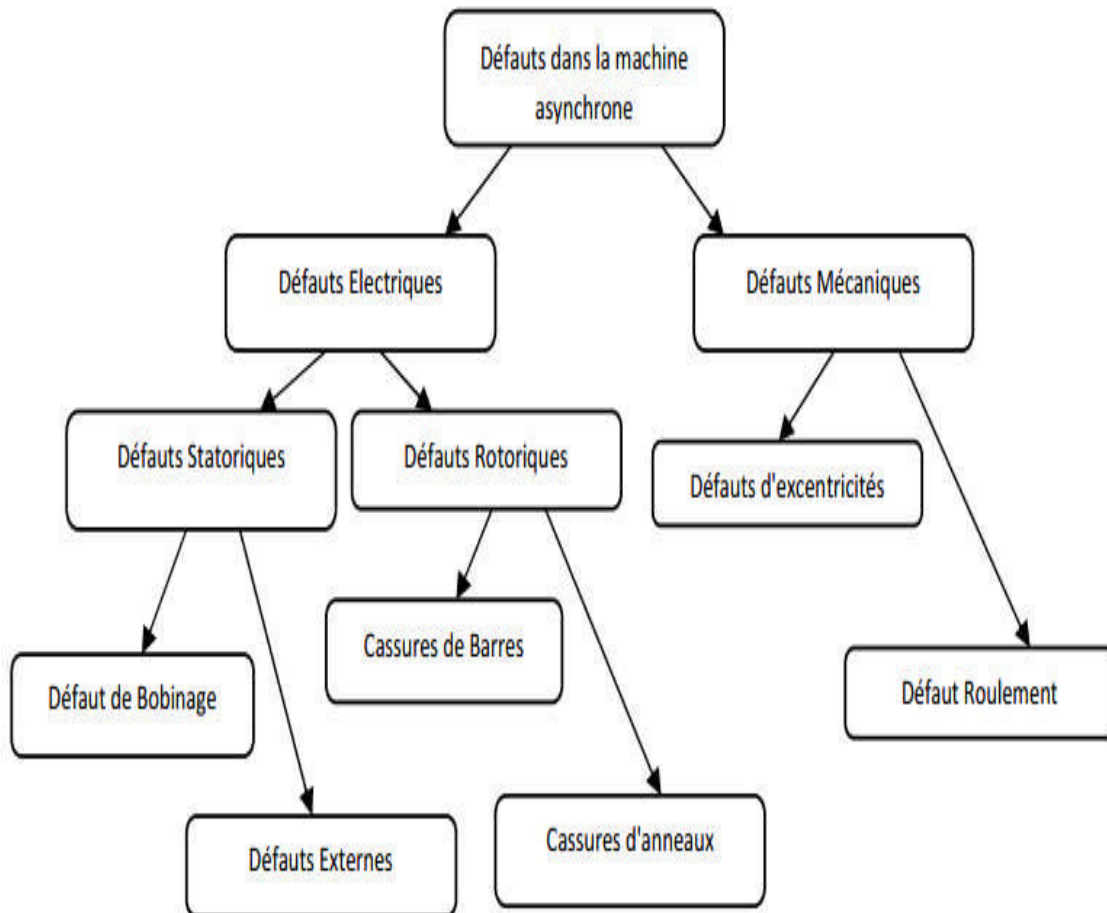 Défauts dans la machine
asynchrone
Défauts Electriques
Défauts Mécaniques
Défauts Statoriques
Défauts Rotoriques
Défauts d'excentricités
Cassures de Barres
Défaut de Bobinage
Défaut Roulement
Défauts Externes
Cassures d'anneaux